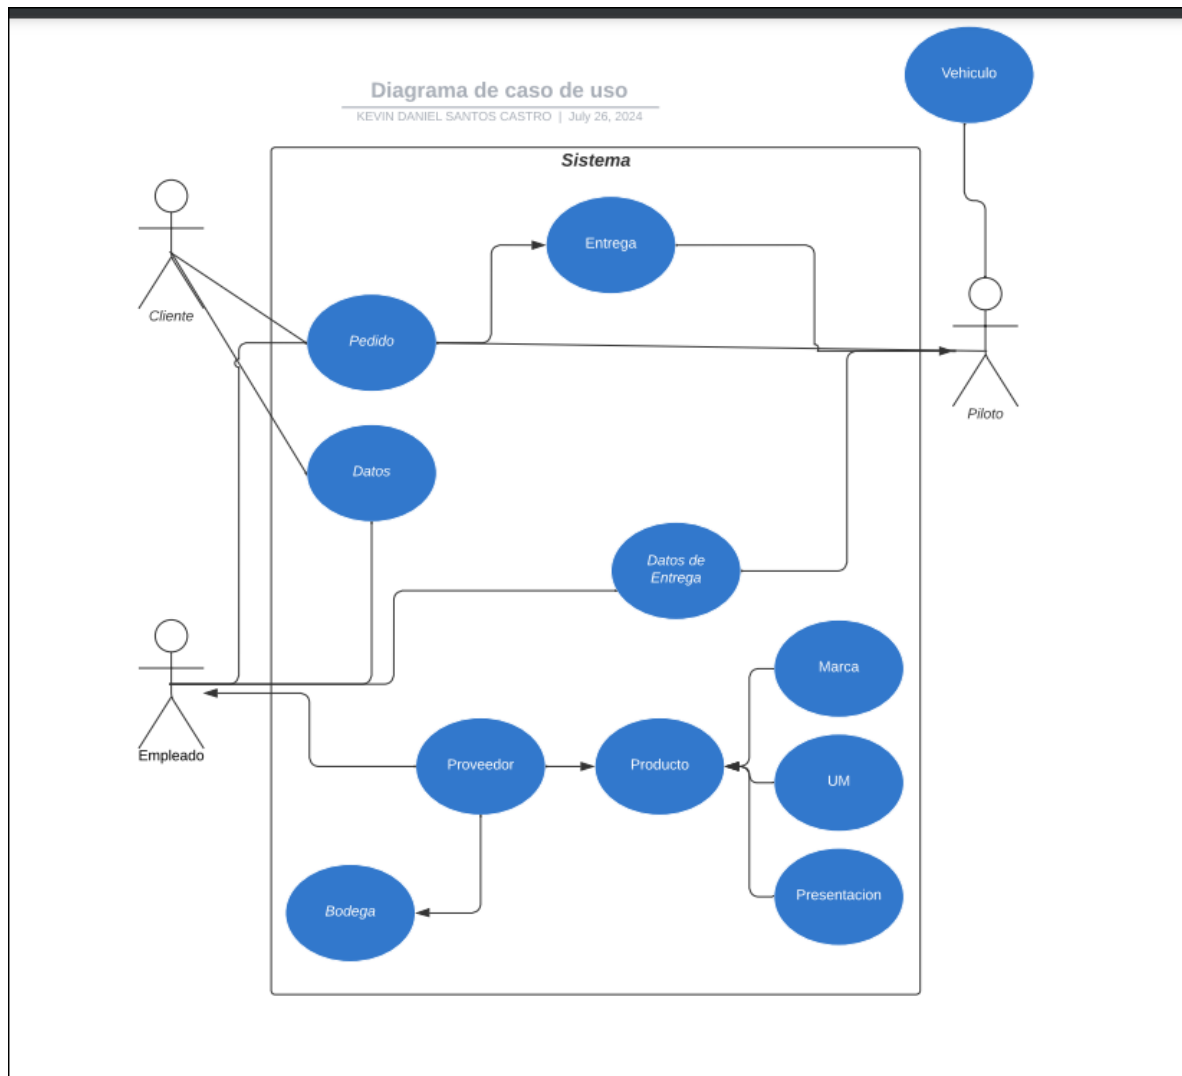 Vehiculo
Diagrama de caso de uso
KEVIN DANIEL SANTOS CASTRO | July 26, 2024
Sistema
Entrega
Cliente
Pedido
Piloto
Datos
Datos de
Entrega
Marca
Empleado
Proveedor
Producto
UM
Presentacion
Bodega